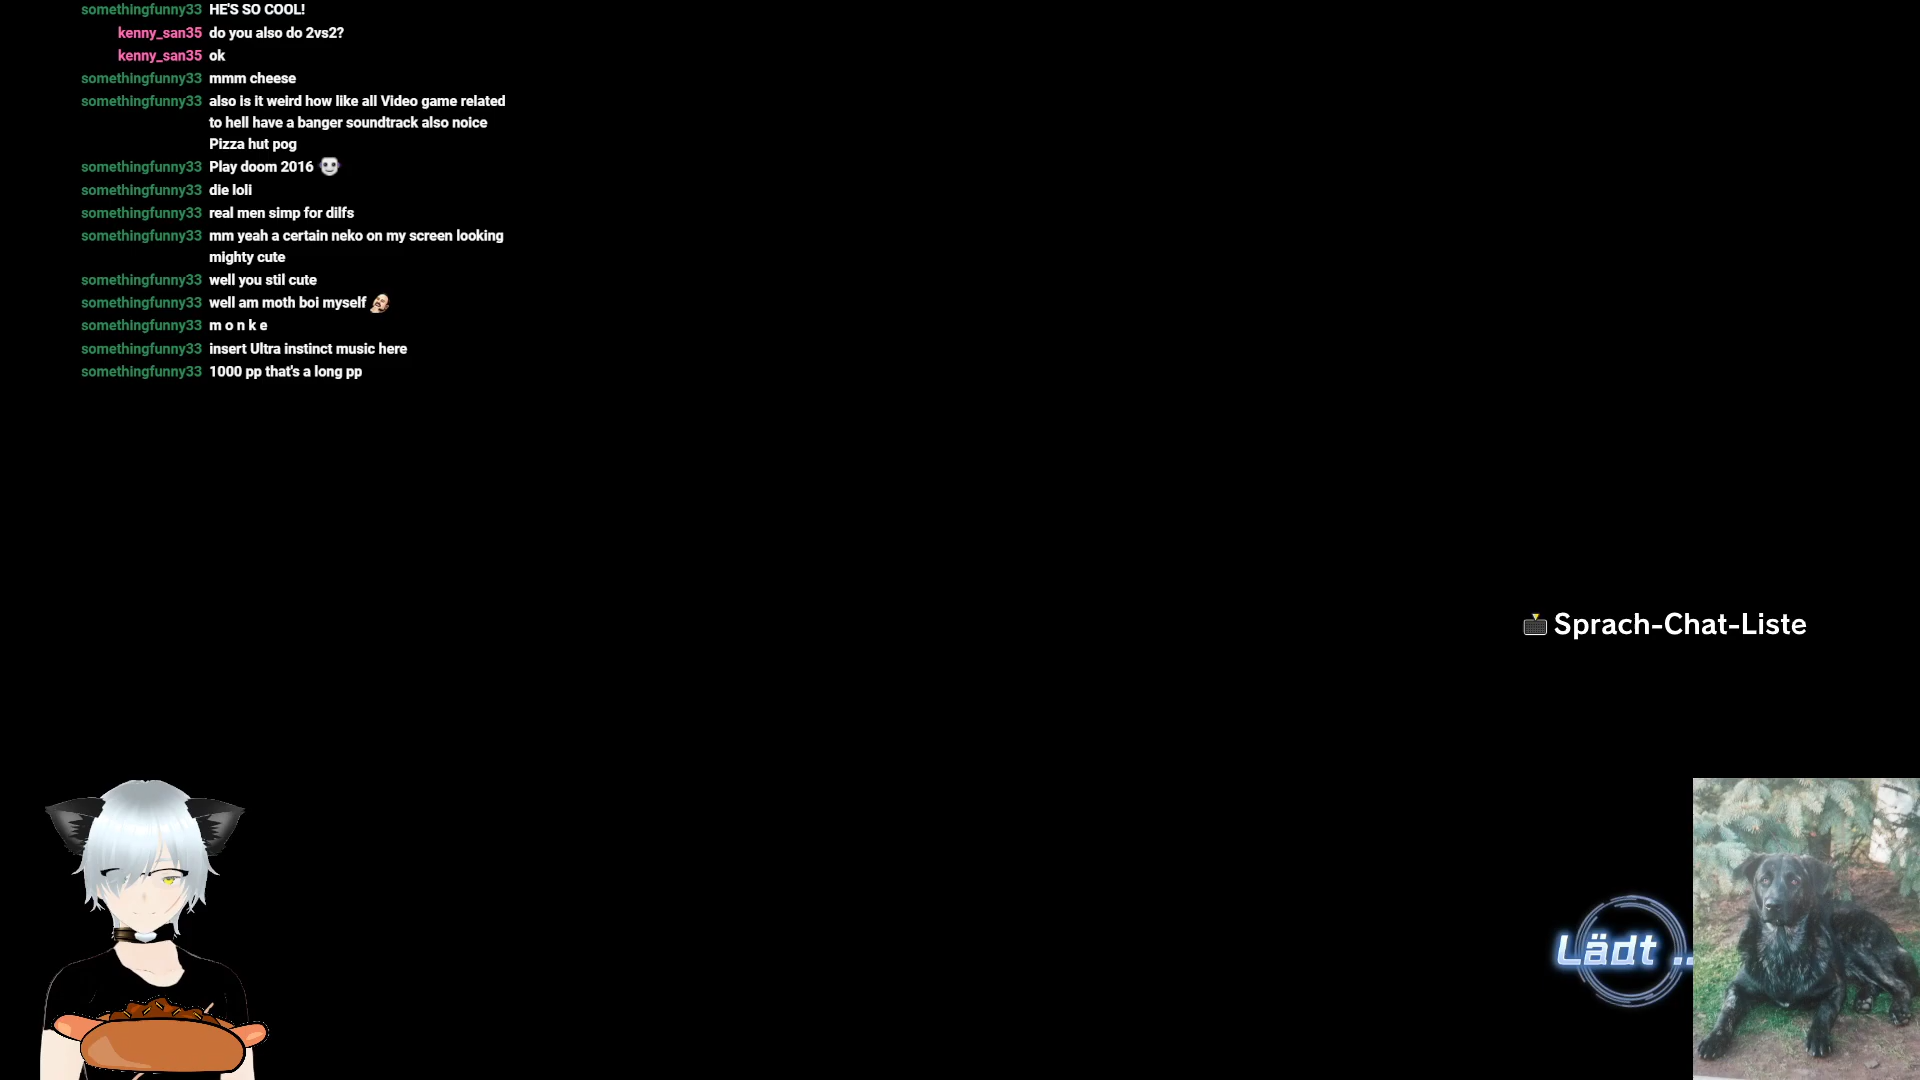 somethingfunny33 HE'S SO COOL!
kenny_san35 do you also do 2vs2?
kenny_san35 ok
somethingfunny33 mmm cheese
somethingfunny33 also is it weird how like all Video game related
to hell have a banger soundtrack also noice
Pizza hut pog
somethingfunny33 Play doom 2016
somethingfunny33 die loli
somethingfunny33 real men simp for dilfs
somethingfunny33 mm yeah a certain neko on my screen looking
mighty cute
somethingfunny33 well you stil cute
somethingfunny33 well am moth boi myself
somethingfunny33 m o n k e
somethingfunny33 insert Ultra instinct music here
somethingfunny33 1000 pp that's a long pp
Sprach-Chat-Liste
Lädt ..